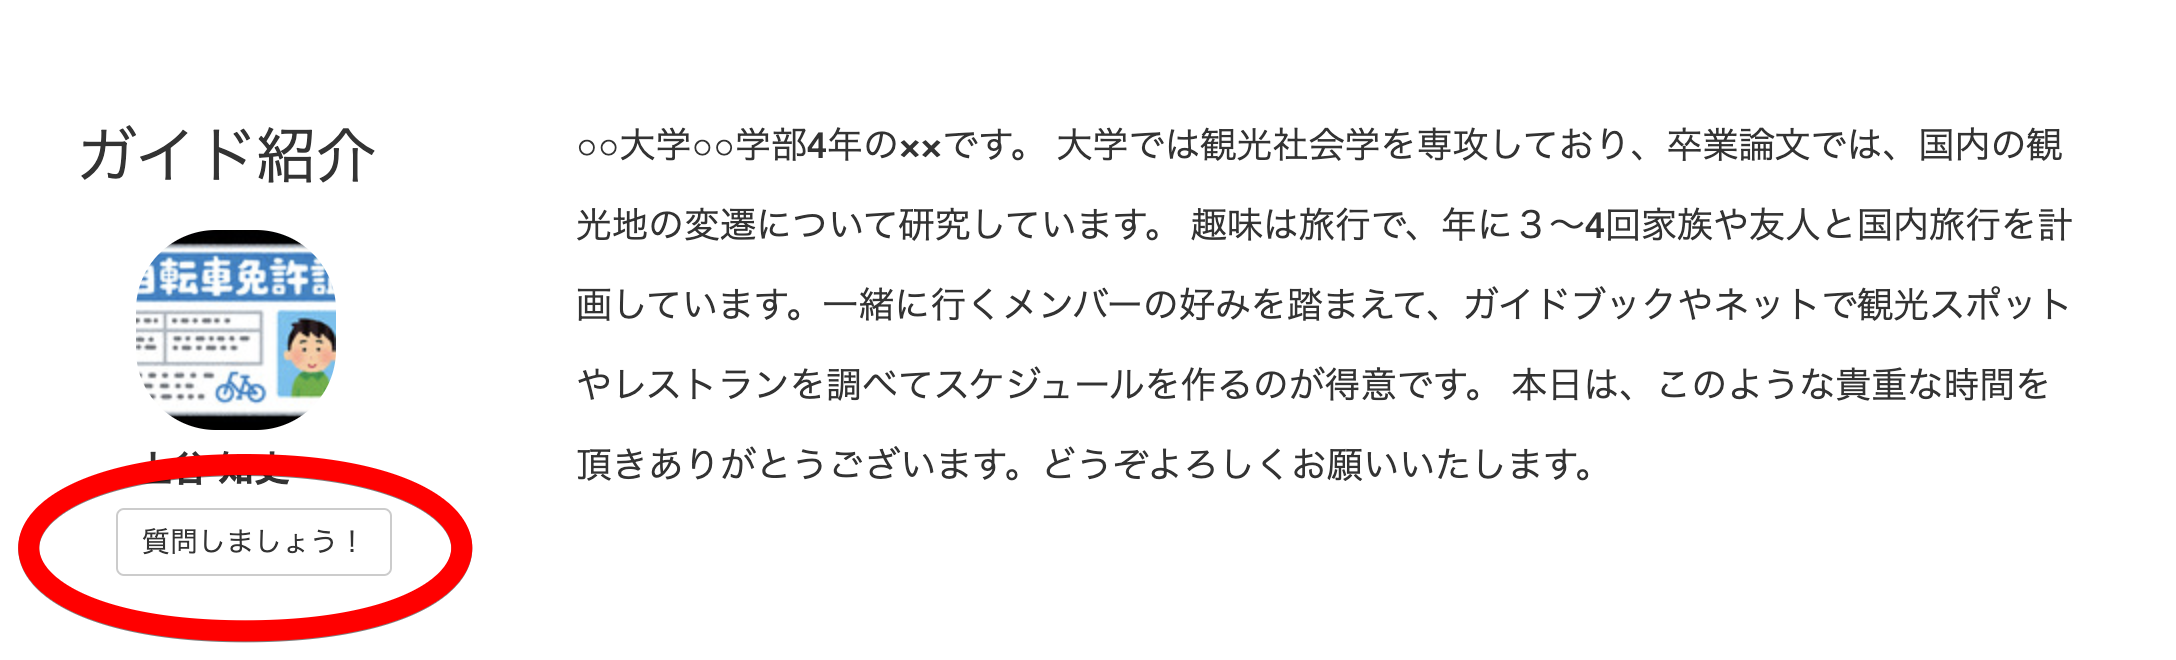 ガイド紹介
転車免許
質問しましょう！
○○大学○○学部4年の××です。 大学では観光社会学を専攻しており、卒業論文では、国内の観
光地の変遷について研究しています。 趣味は旅行で、年に３〜4回家族や友人と国内旅行を計
画しています。一緒に行くメンバーの好みを踏まえて、ガイドブックやネットで観光スポット
やレストランを調べてスケジュールを作るのが得意です。 本日は、このような貴重な時間を
頂きありがとうございます。どうぞよろしくお願いいたします。